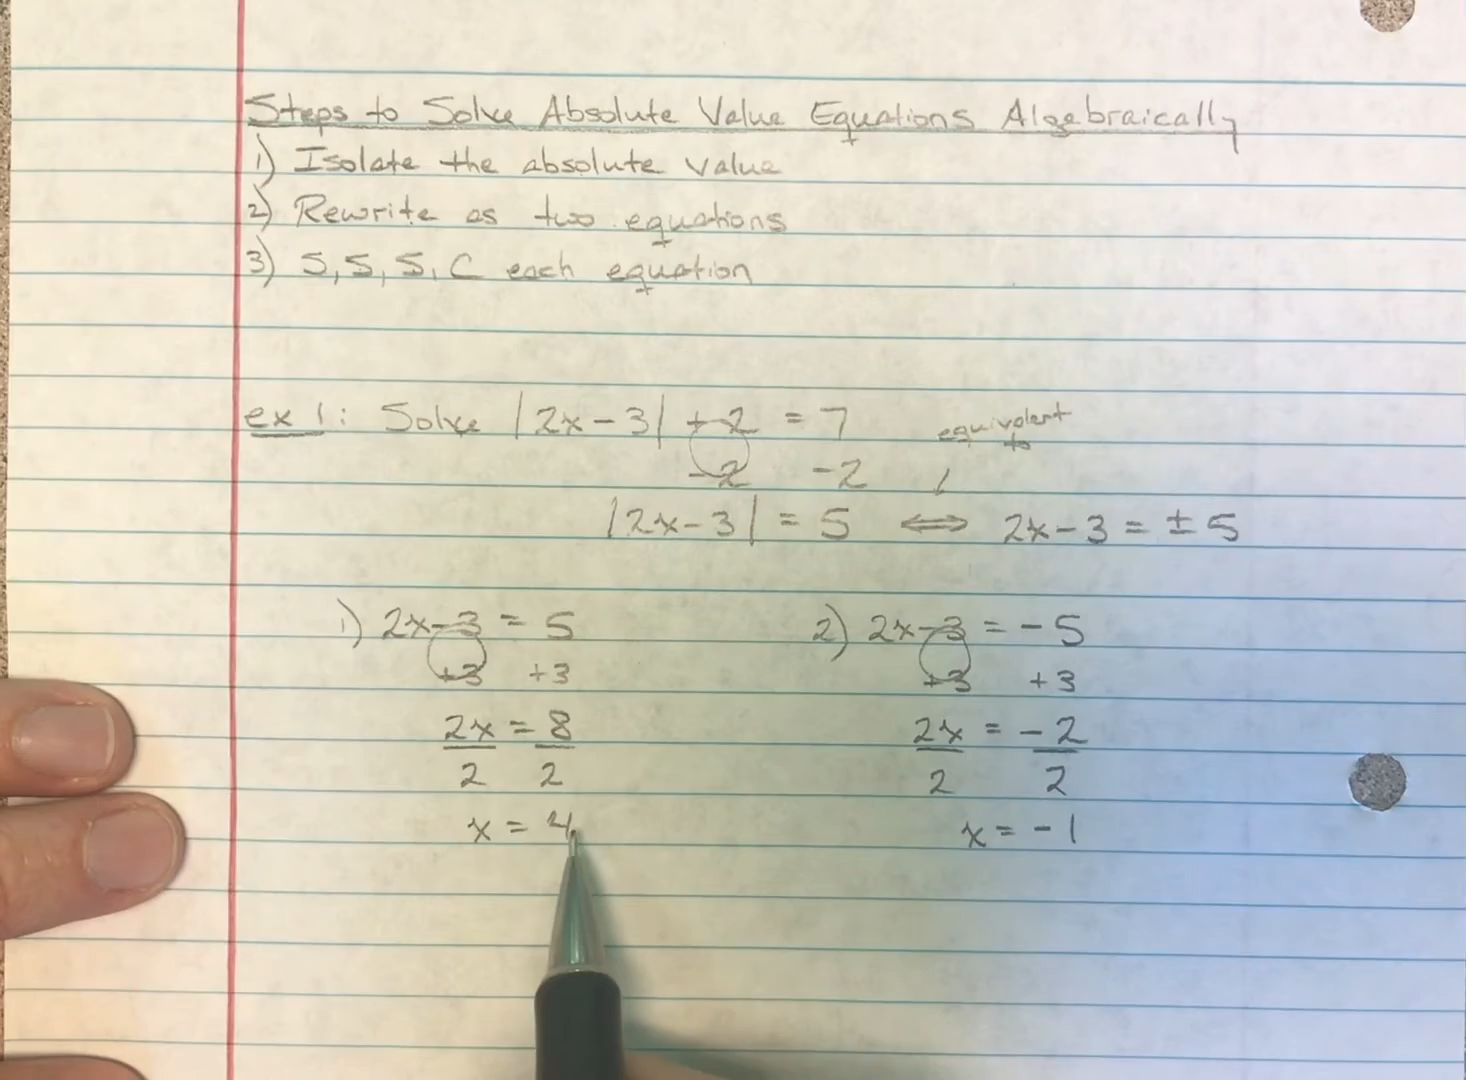 Steps to Solve Absolute Value Equations Algebraically
1) Isolate the absolute value
2) Rewrite as two equations
3) S, S, S, C each equation
ex 1: Solve |2x-3| + 2 = 7
equivalent
to
-2 -2
|2x-3| = 5 ⟺ 2x-3 = ±5
1) 2x-3 = 5
+3 +3
2x = 8
2 2
x = 4
2) 2x-3 = -5
+3 +3
2x = -2
2 2
x = -1